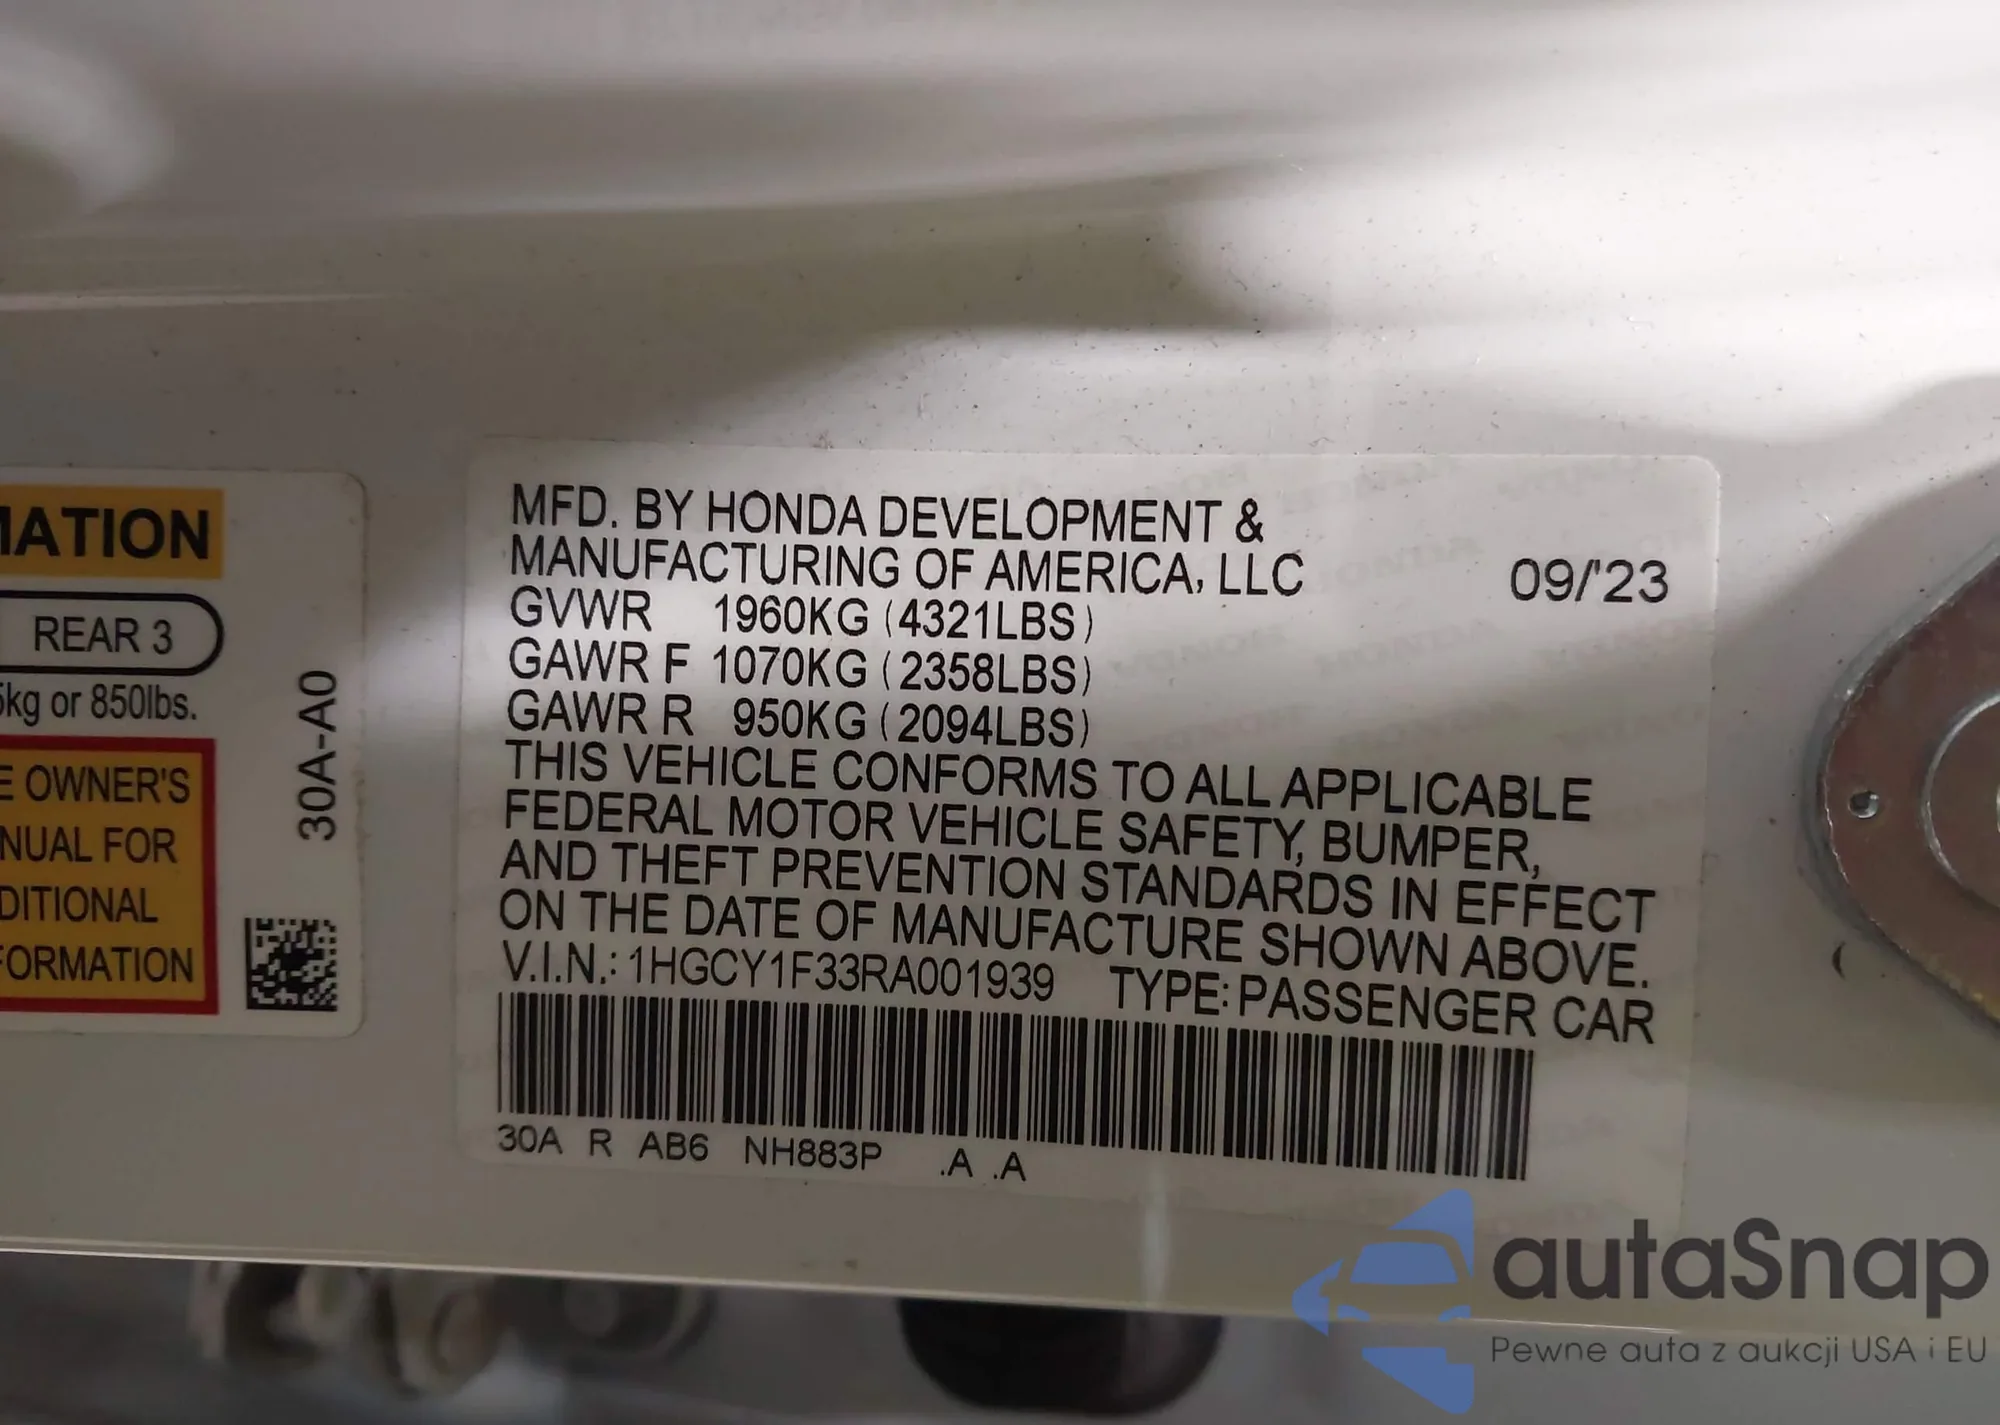 MATION
REAR 3
5kg or 850lbs.
E OWNER'S
NUAL FOR
DITIONAL
FORMATION
30A-A0
MFD. BY HONDA DEVELOPMENT &
MANUFACTURING OF AMERICA, LLC 09/'23
GVWR 1960KG (4321LBS)
GAWR F 1070KG (2358LBS)
GAWR R 950KG (2094LBS)
THIS VEHICLE CONFORMS TO ALL APPLICABLE
FEDERAL MOTOR VEHICLE SAFETY, BUMPER,
AND THEFT PREVENTION STANDARDS IN EFFECT
ON THE DATE OF MANUFACTURE SHOWN ABOVE.
V.I.N.: 1HGCY1F33RA001939 TYPE: PASSENGER CAR
30A R AB6 NH883P .A .A
autaSnap
Pewne auta z aukcji USA i EU